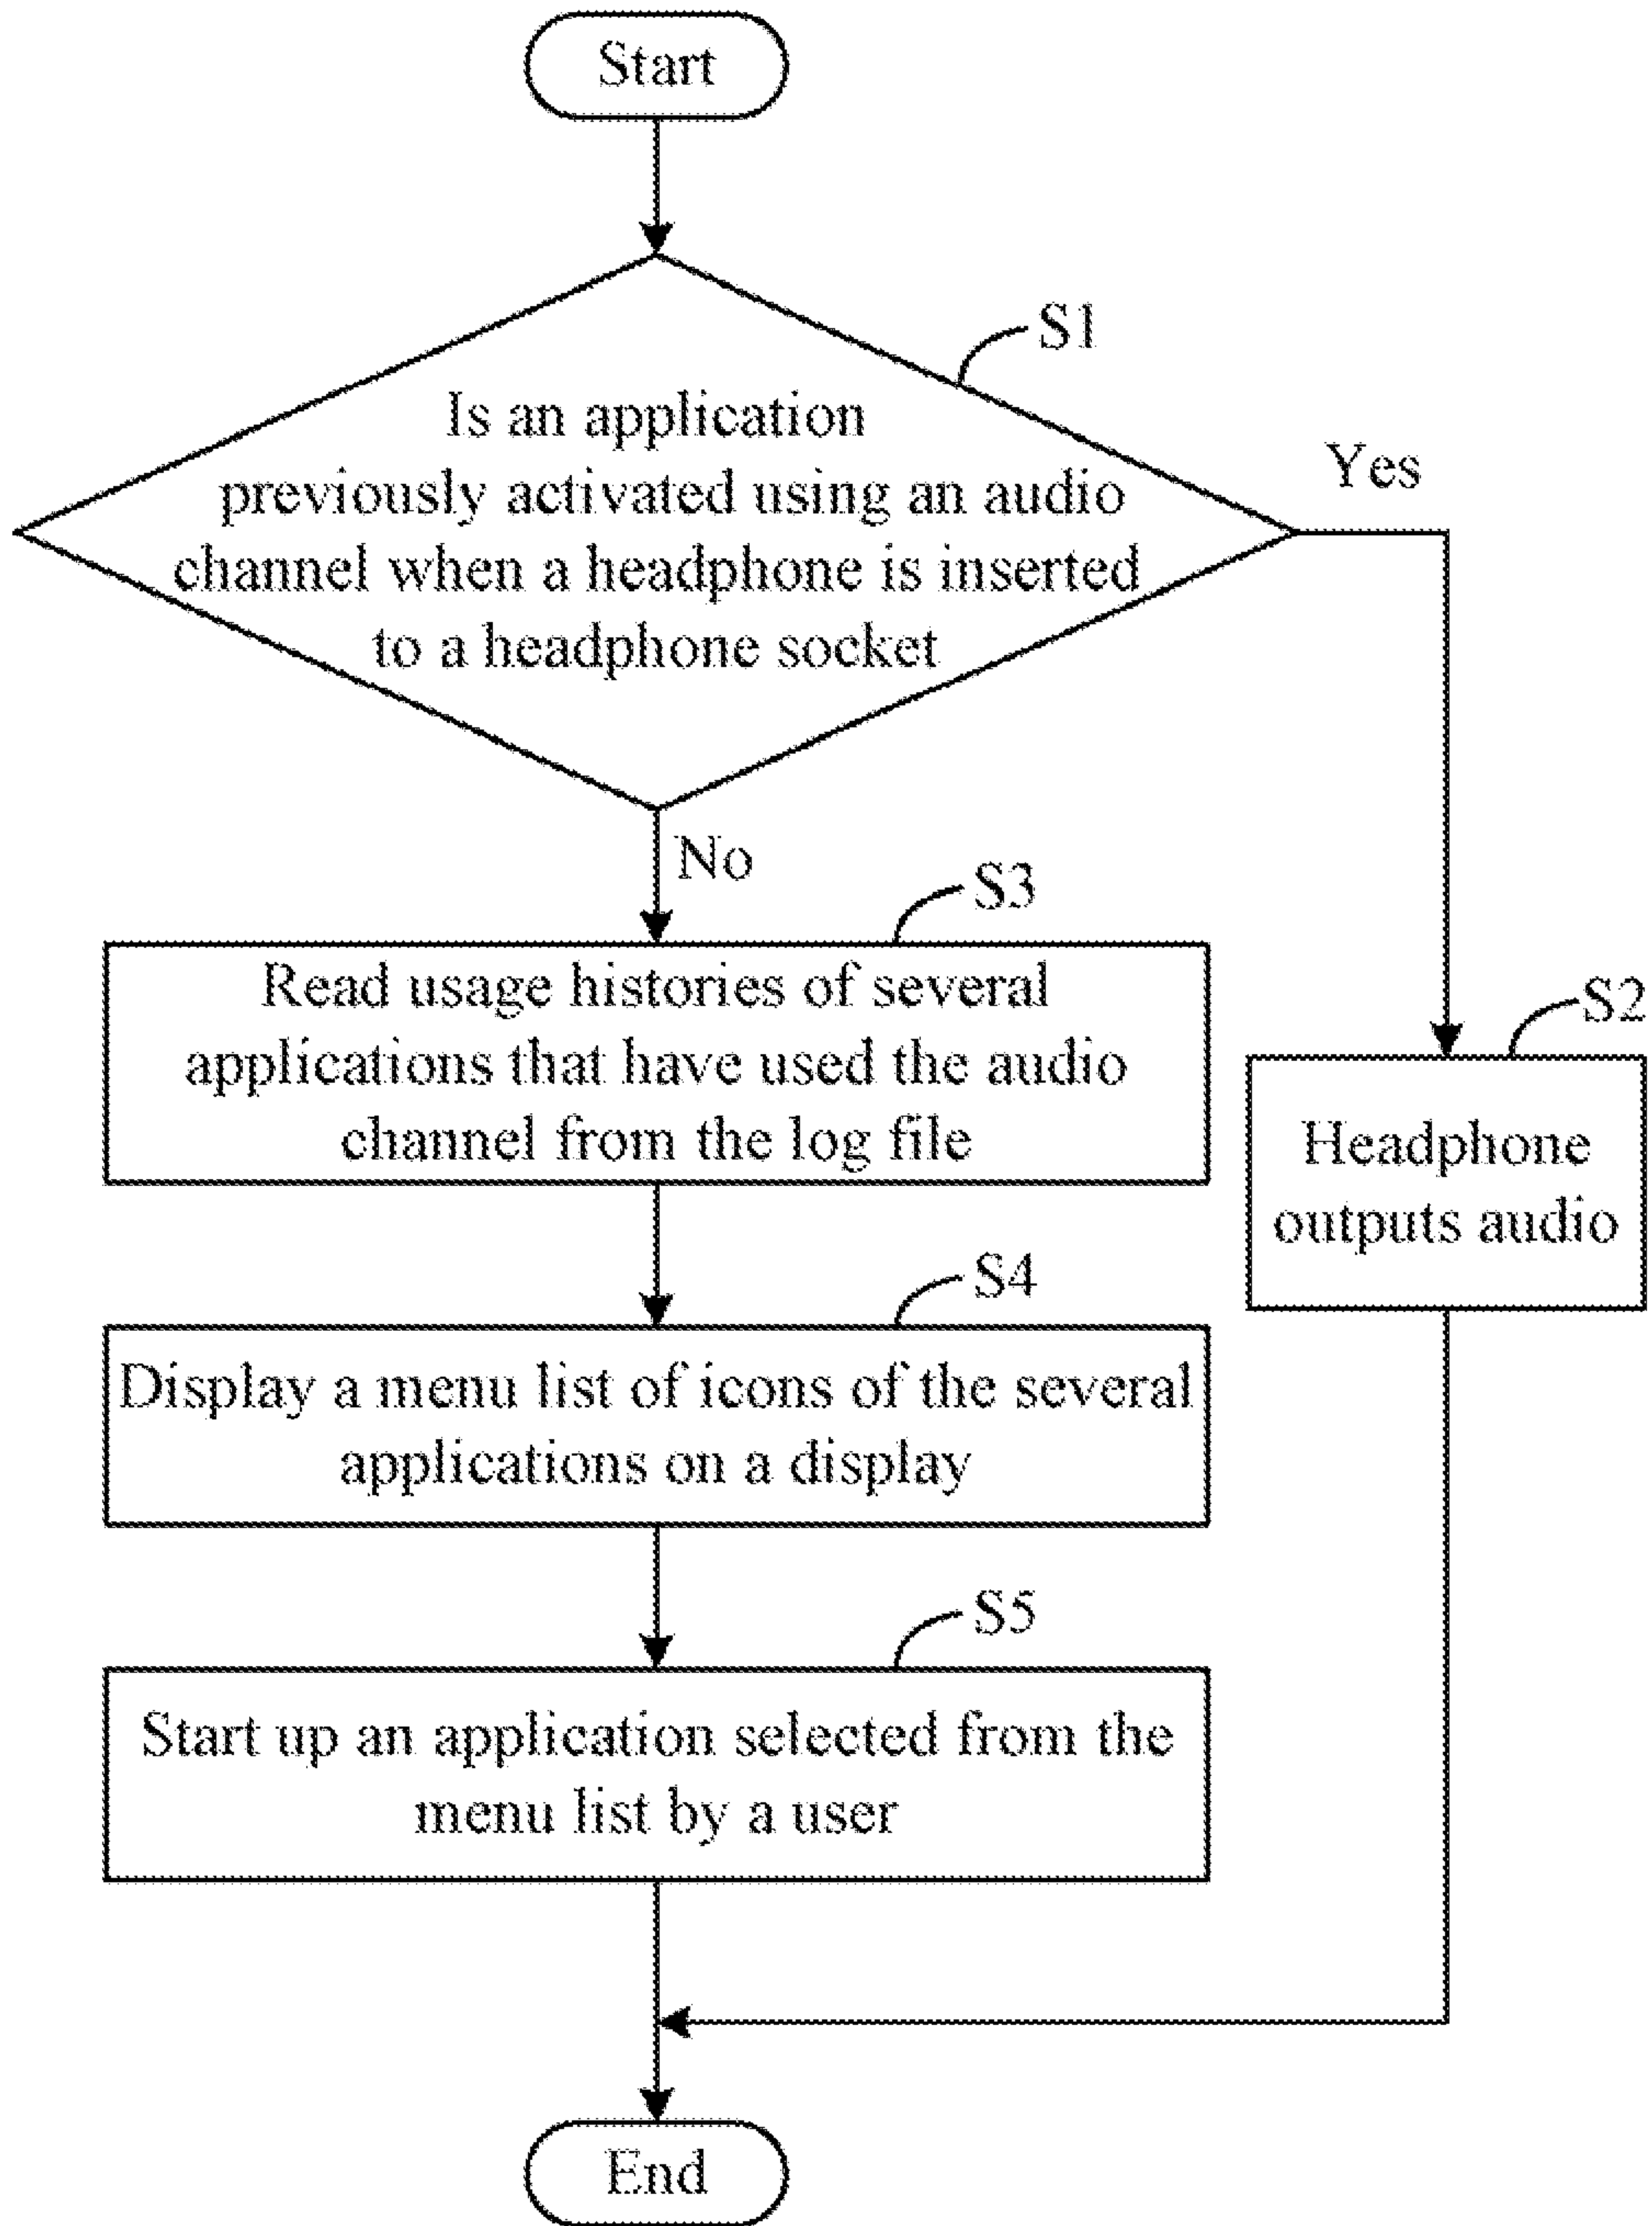 Start
S1
Is an application
previously activated using an audio
channel when a headphone is inserted
to a headphone socket
Yes
No
S3
Read usage histories of several
applications that have used the audio
channel from the log file
S2
Headphone
outputs audio
S4
Display a menu list of icons of the several
applications on a display
S5
Start up an application selected from the
menu list by a user
End